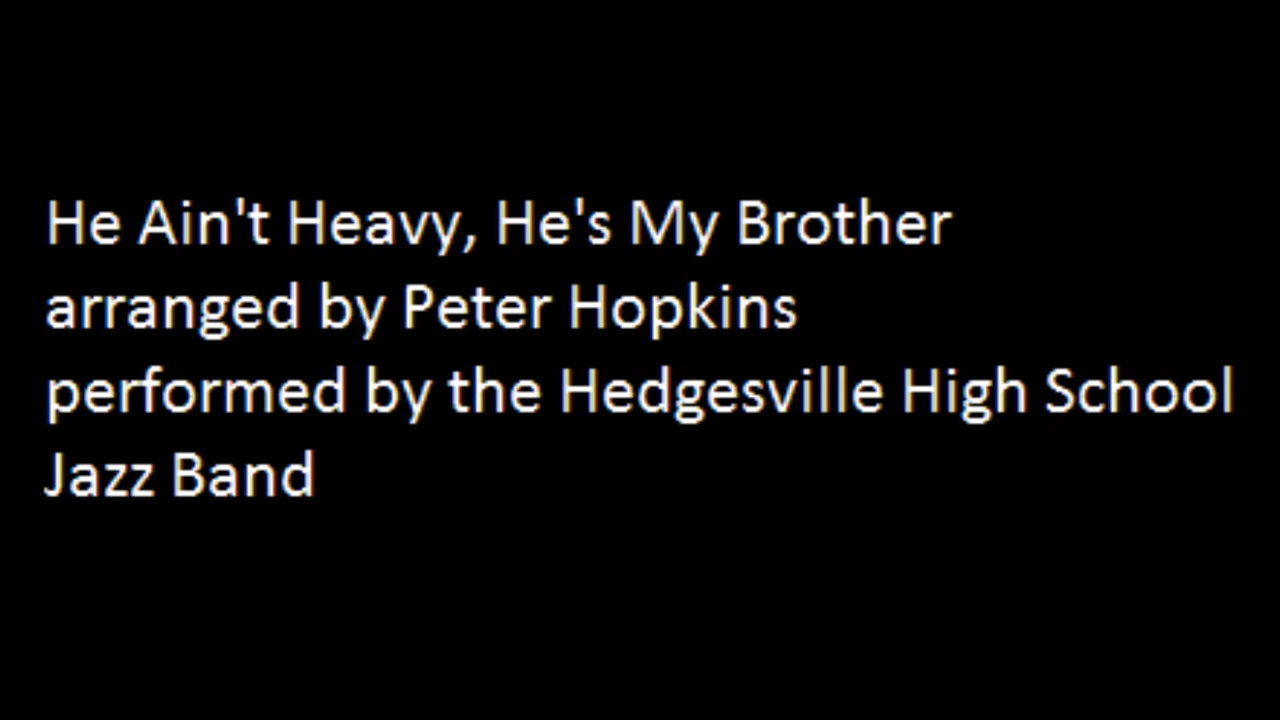 He Ain't Heavy, He's My Brother
arranged by Peter Hopkins
performed by the Hedgesville High School
Jazz Band